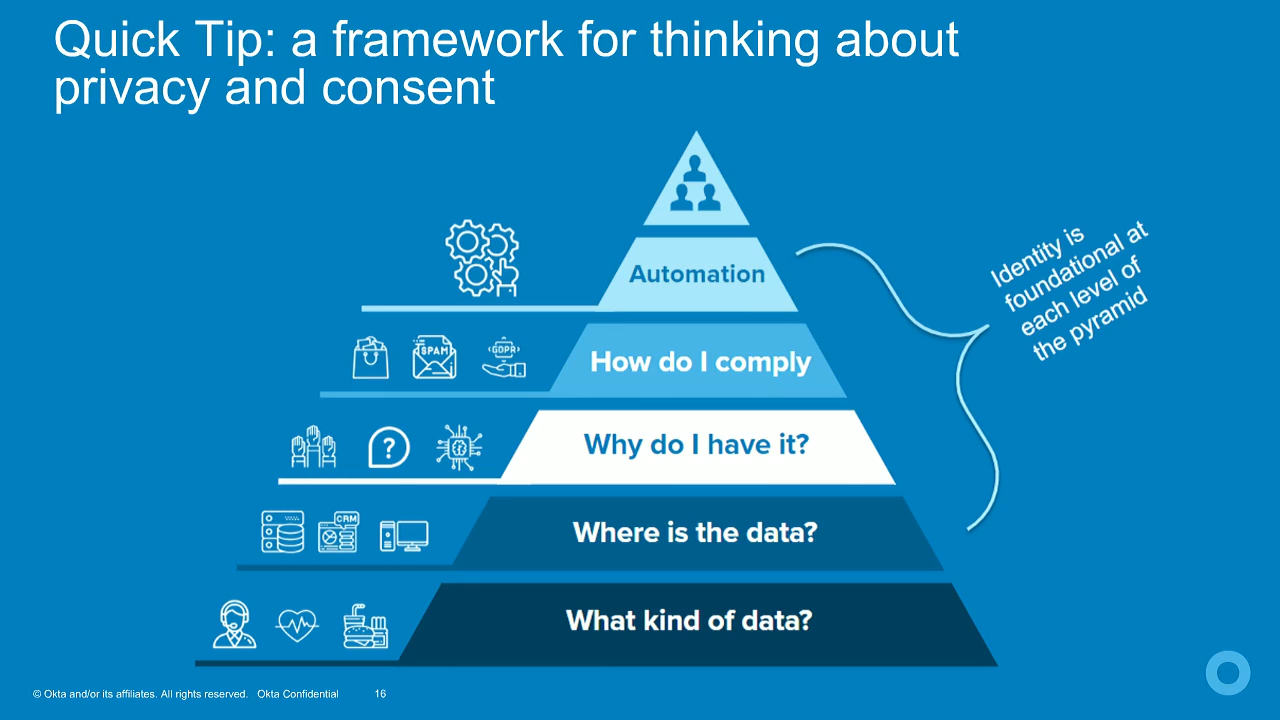 Quick Tip: a framework for thinking about
privacy and consent
Automation
Identity is
foundational at
each level of
the pyramid
SPAM
GDPR
How do I comply
?
Why do I have it?
CRM
Where is the data?
What kind of data?
© Okta and/or its affiliates. All rights reserved. Okta Confidential 16